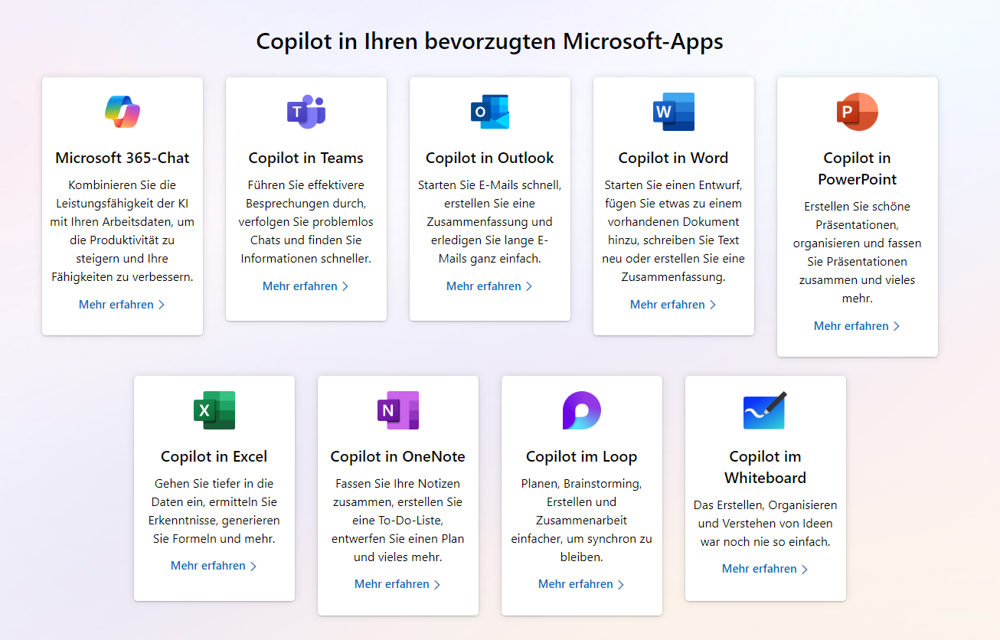 Copilot in Ihren bevorzugten Microsoft-Apps
Microsoft 365-Chat
Kombinieren Sie die
Leistungsfähigkeit der KI
mit Ihren Arbeitsdaten, um
die Produktivität zu
steigern und Ihre
Fähigkeiten zu verbessern.
Mehr erfahren
T
Copilot in Teams
Führen Sie effektivere
Besprechungen durch,
verfolgen Sie problemlos
Chats und finden Sie
Informationen schneller.
Mehr erfahren
O
Copilot in Outlook
Starten Sie E-Mails schnell,
erstellen Sie eine
Zusammenfassung und
erledigen Sie lange E-
Mails ganz einfach.
Mehr erfahren
W
Copilot in Word
Starten Sie einen Entwurf,
fügen Sie etwas zu einem
vorhandenen Dokument
hinzu, schreiben Sie Text
neu oder erstellen Sie eine
Zusammenfassung.
Mehr erfahren
P
Copilot in
PowerPoint
Erstellen Sie schöne
Präsentationen,
organisieren und fassen
Sie Präsentationen
zusammen und vieles
mehr.
Mehr erfahren
X
Copilot in Excel
Gehen Sie tiefer in die
Daten ein, ermitteln Sie
Erkenntnisse, generieren
Sie Formeln und mehr.
Mehr erfahren
N
Copilot in OneNote
Fassen Sie Ihre Notizen
zusammen, erstellen Sie
eine To-Do-Liste,
entwerfen Sie einen Plan
und vieles mehr.
Mehr erfahren
Copilot im Loop
Planen, Brainstorming,
Erstellen und
Zusammenarbeit
einfacher, um synchron zu
bleiben.
Mehr erfahren
Copilot im
Whiteboard
Das Erstellen, Organisieren
und Verstehen von Ideen
war noch nie so einfach.
Mehr erfahren